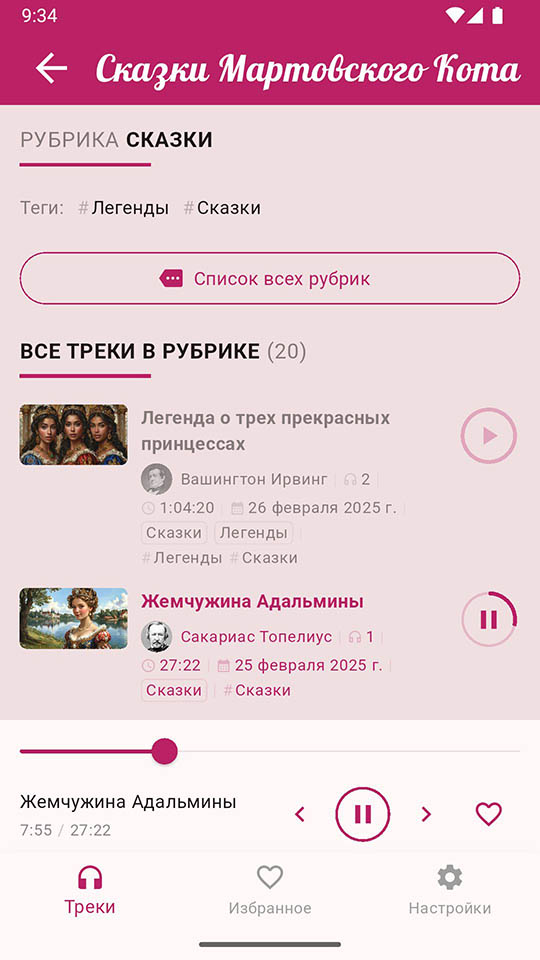 9:34
Сказки Мартовского Кота
РУБРИКА СКАЗКИ
Теги: #Легенды #Сказки
Список всех рубрик
ВСЕ ТРЕКИ В РУБРИКЕ (20)
Легенда о трех прекрасных
принцессах
Вашингтон Ирвинг 2
1:04:20 26 февраля 2025 г.
Сказки Легенды
#Легенды #Сказки
Жемчужина Адальмины
Сакариас Топелиус 1
27:22 25 февраля 2025 г.
Сказки #Сказки
Жемчужина Адальмины
7:55 / 27:22
Треки Избранное Настройки